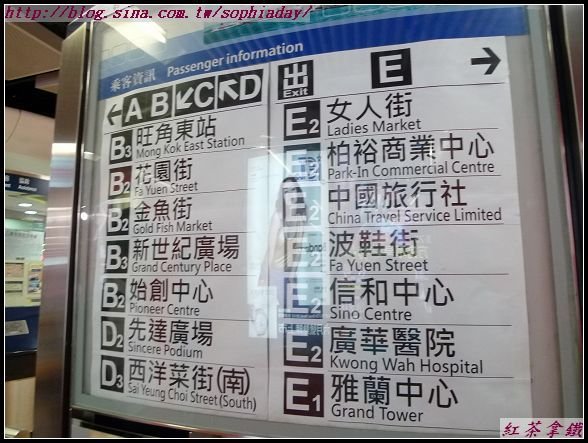 http://blog.sina.com.tw/sophiaday/
乘客資訊 Passenger information
← A B ↙C ↖D
B3 旺角東站
Mong Kok East Station
B2 花園街
Fa Yuen Street
B2 金魚街
Gold Fish Market
B3 新世紀廣場
Grand Century Place
B2 始創中心
Pioneer Centre
D2 先達廣場
Sincere Podium
D3 西洋菜街(南)
Sai Yeung Choi Street (South)
出 Exit E →
E2 女人街
Ladies Market
E2 柏裕商業中心
Park-In Commercial Centre
E2 中國旅行社
China Travel Service Limited
E2 波鞋街
Fa Yuen Street
E2 信和中心
Sino Centre
E2 廣華醫院
Kwong Wah Hospital
E1 雅蘭中心
Grand Tower
紅茶拿鐵